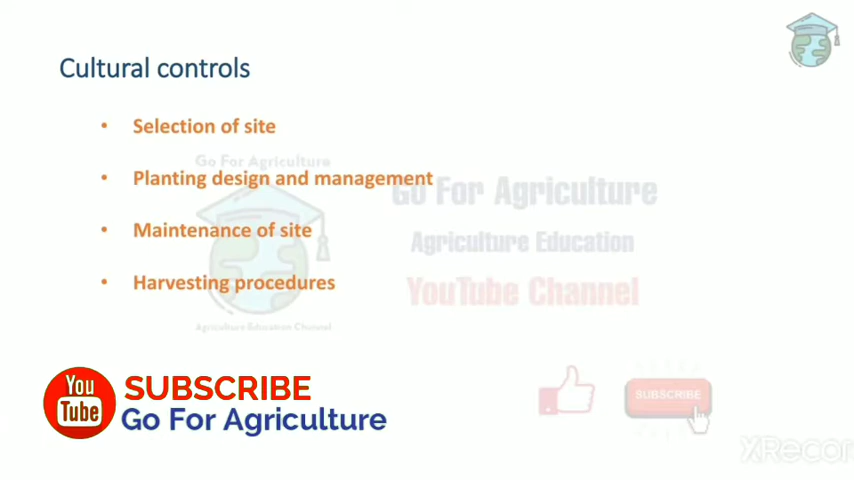 Cultural controls
• Selection of site
Go For Agriculture
• Planting design and management
Go For Agriculture
• Maintenance of site
Agriculture Education
• Harvesting procedures
YouTube Channel
Agriculture Education Channel
You
Tube
SUBSCRIBE
Go For Agriculture
SUBSCRIBE
XRecor